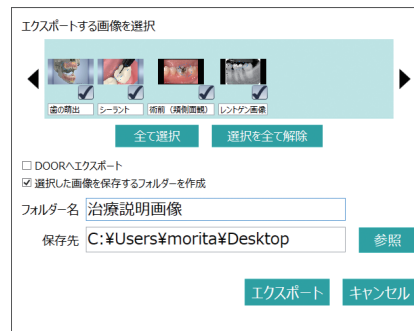 エクスポートする画像を選択
歯の萌出 シーラント 術前（頬側面観） レントゲン画像
全て選択 選択を全て解除
DOORへエクスポート
選択した画像を保存するフォルダーを作成
フォルダー名 治療説明画像
保存先 C:¥Users¥morita¥Desktop 参照
エクスポート キャンセル